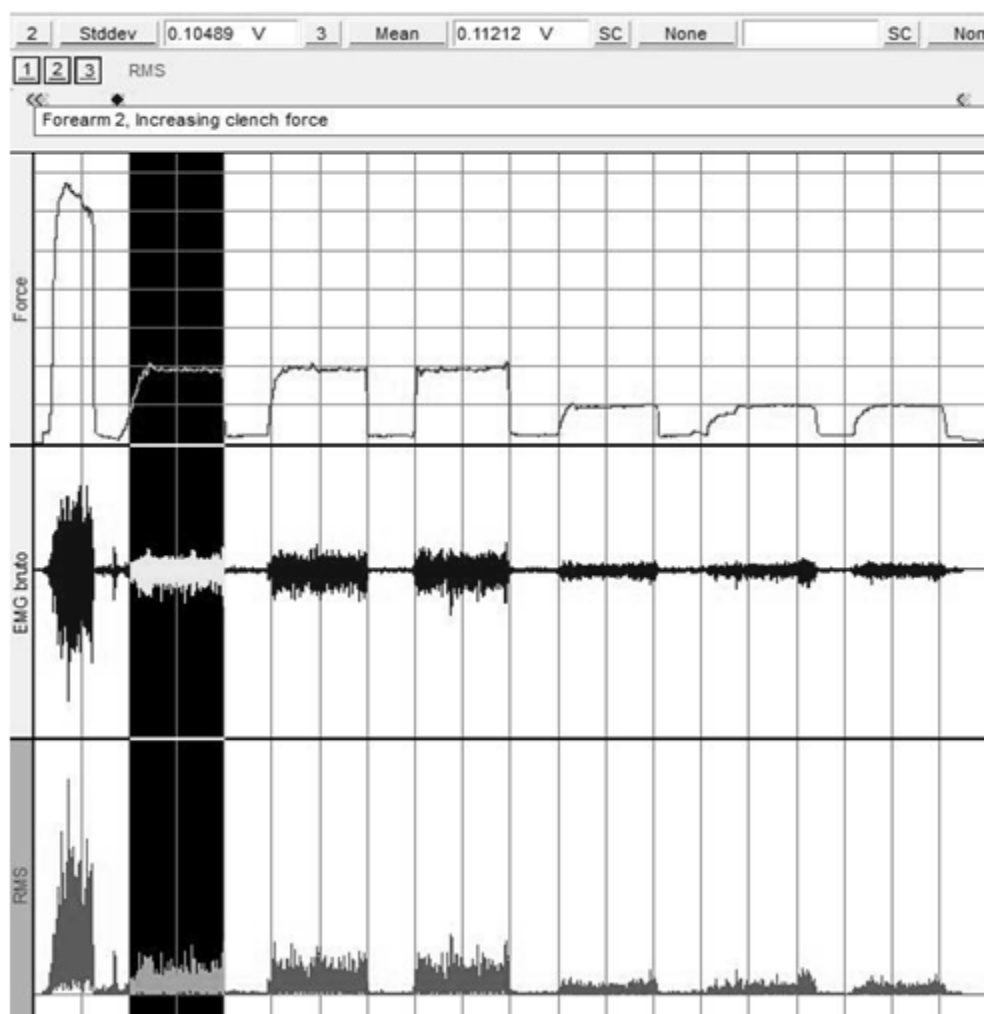 2 Stddev 0.10489 V 3 Mean 0.11212 V SC None SC Non
1 2 3 RMS
Forearm 2, Increasing clench force
Force
EMG bruto
RMS